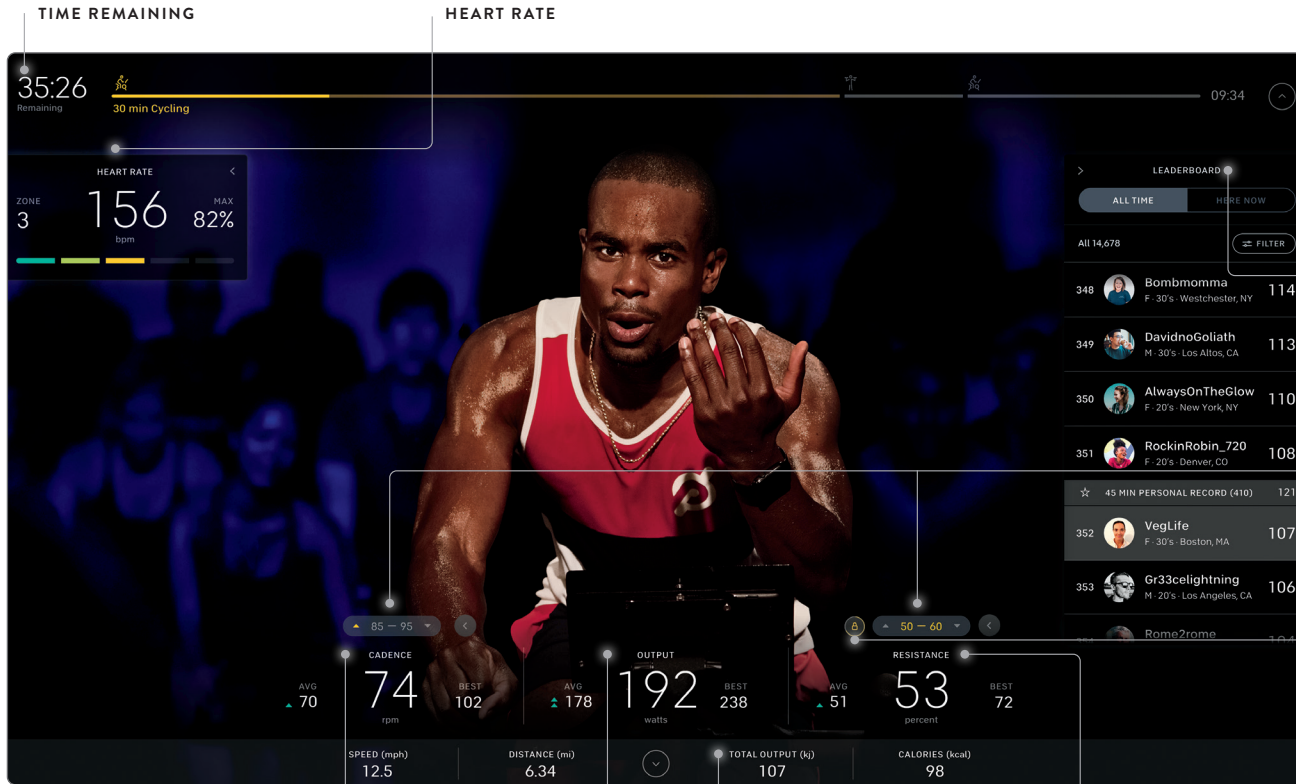 TIME REMAINING
HEART RATE
35:26
Remaining
30 min Cycling
09:34
HEART RATE
ZONE
3
156
bpm
MAX
82%
LEADERBOARD
ALL TIME
HERE NOW
All 14,678
FILTER
348 Bombmomma 114
F · 30's · Westchester, NY
349 DavidnoGoliath 113
M · 30's · Los Altos, CA
350 AlwaysOnTheGlow 110
F · 20's · New York, NY
351 RockinRobin_720 108
F · 20's · Denver, CO
45 MIN PERSONAL RECORD (410) 121
352 VegLife 107
F · 30's · Boston, MA
353 Gr33celightning 106
M · 20's · Los Angeles, CA
Rome2rome
85 — 95
50 — 60
CADENCE
AVG
70
74
rpm
BEST
102
OUTPUT
AVG
178
192
watts
BEST
238
RESISTANCE
AVG
51
53
percent
BEST
72
SPEED (mph)
12.5
DISTANCE (mi)
6.34
TOTAL OUTPUT (kj)
107
CALORIES (kcal)
98